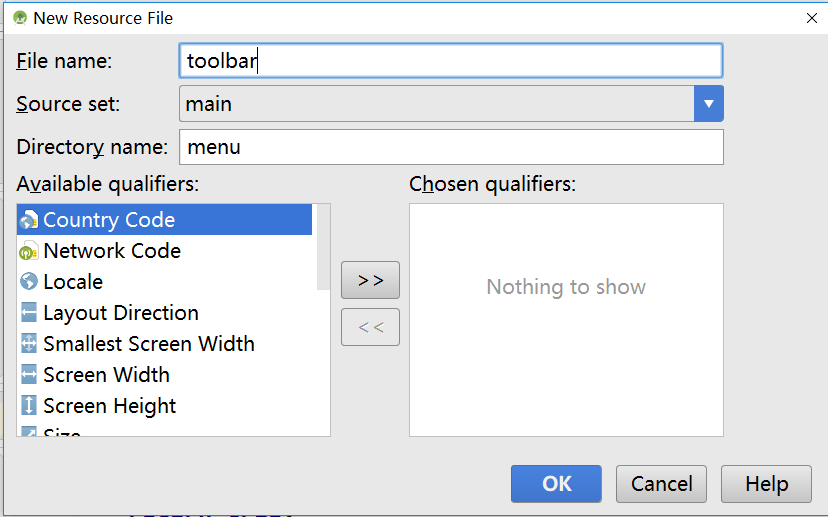 New Resource File
File name: toolbar
Source set: main
Directory name: menu
Available qualifiers: Chosen qualifiers:
Country Code
Network Code
Locale
Layout Direction
Smallest Screen Width
Screen Width
Screen Height
Size
>>
<<
Nothing to show
OK Cancel Help